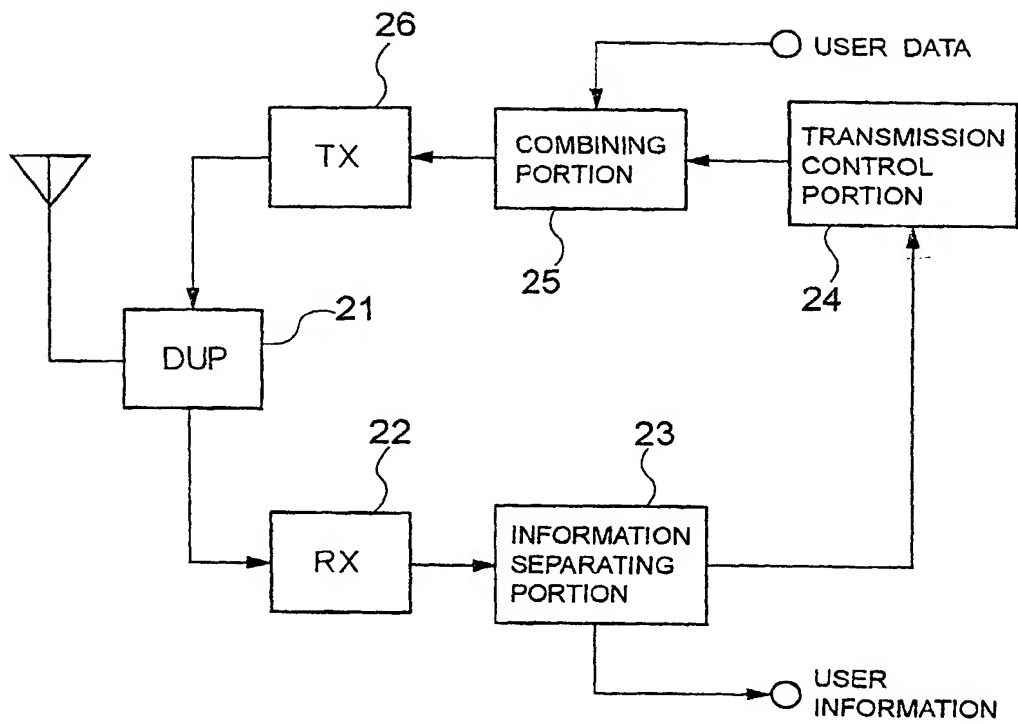 26
USER DATA
TX
COMBINING
PORTION
TRANSMISSION
CONTROL
PORTION
25
24
21
DUP
22
23
RX
INFORMATION
SEPARATING
PORTION
USER
INFORMATION